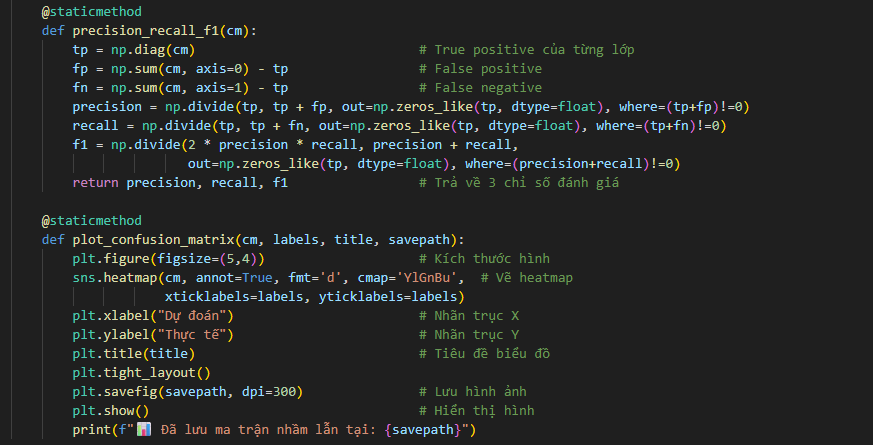 @staticmethod
def precision_recall_f1(cm):
    tp = np.diag(cm)                             # True positive của từng lớp
    fp = np.sum(cm, axis=0) - tp                 # False positive
    fn = np.sum(cm, axis=1) - tp                 # False negative
    precision = np.divide(tp, tp + fp, out=np.zeros_like(tp, dtype=float), where=(tp+fp)!=0)
    recall = np.divide(tp, tp + fn, out=np.zeros_like(tp, dtype=float), where=(tp+fn)!=0)
    f1 = np.divide(2 * precision * recall, precision + recall,
                   out=np.zeros_like(tp, dtype=float), where=(precision+recall)!=0)
    return precision, recall, f1                 # Trả về 3 chỉ số đánh giá

@staticmethod
def plot_confusion_matrix(cm, labels, title, savepath):
    plt.figure(figsize=(5,4))                    # Kích thước hình
    sns.heatmap(cm, annot=True, fmt='d', cmap='YlGnBu',  # Vẽ heatmap
                xticklabels=labels, yticklabels=labels)
    plt.xlabel("Dự đoán")                        # Nhãn trục X
    plt.ylabel("Thực tế")                        # Nhãn trục Y
    plt.title(title)                             # Tiêu đề biểu đồ
    plt.tight_layout()
    plt.savefig(savepath, dpi=300)               # Lưu hình ảnh
    plt.show()                                   # Hiển thị hình
    print(f"📊 Đã lưu ma trận nhầm lẫn tại: {savepath}")